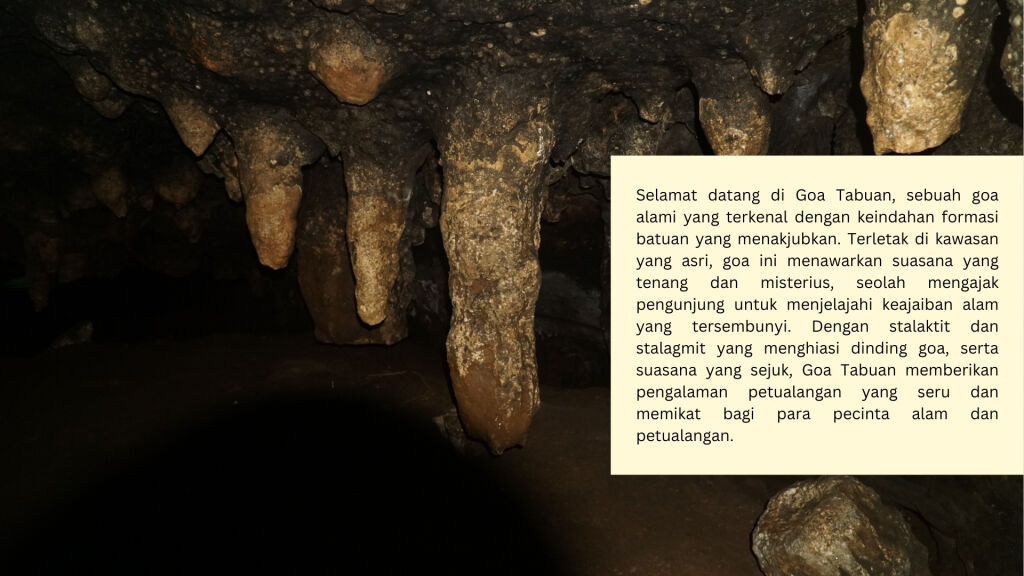 Selamat datang di Goa Tabuan, sebuah goa
alami yang terkenal dengan keindahan formasi
batuan yang menakjubkan. Terletak di kawasan
yang asri, goa ini menawarkan suasana yang
tenang dan misterius, seolah mengajak
pengunjung untuk menjelajahi keajaiban alam
yang tersembunyi. Dengan stalaktit dan
stalagmit yang menghiasi dinding goa, serta
suasana yang sejuk, Goa Tabuan memberikan
pengalaman petualangan yang seru dan
memikat bagi para pecinta alam dan
petualangan.